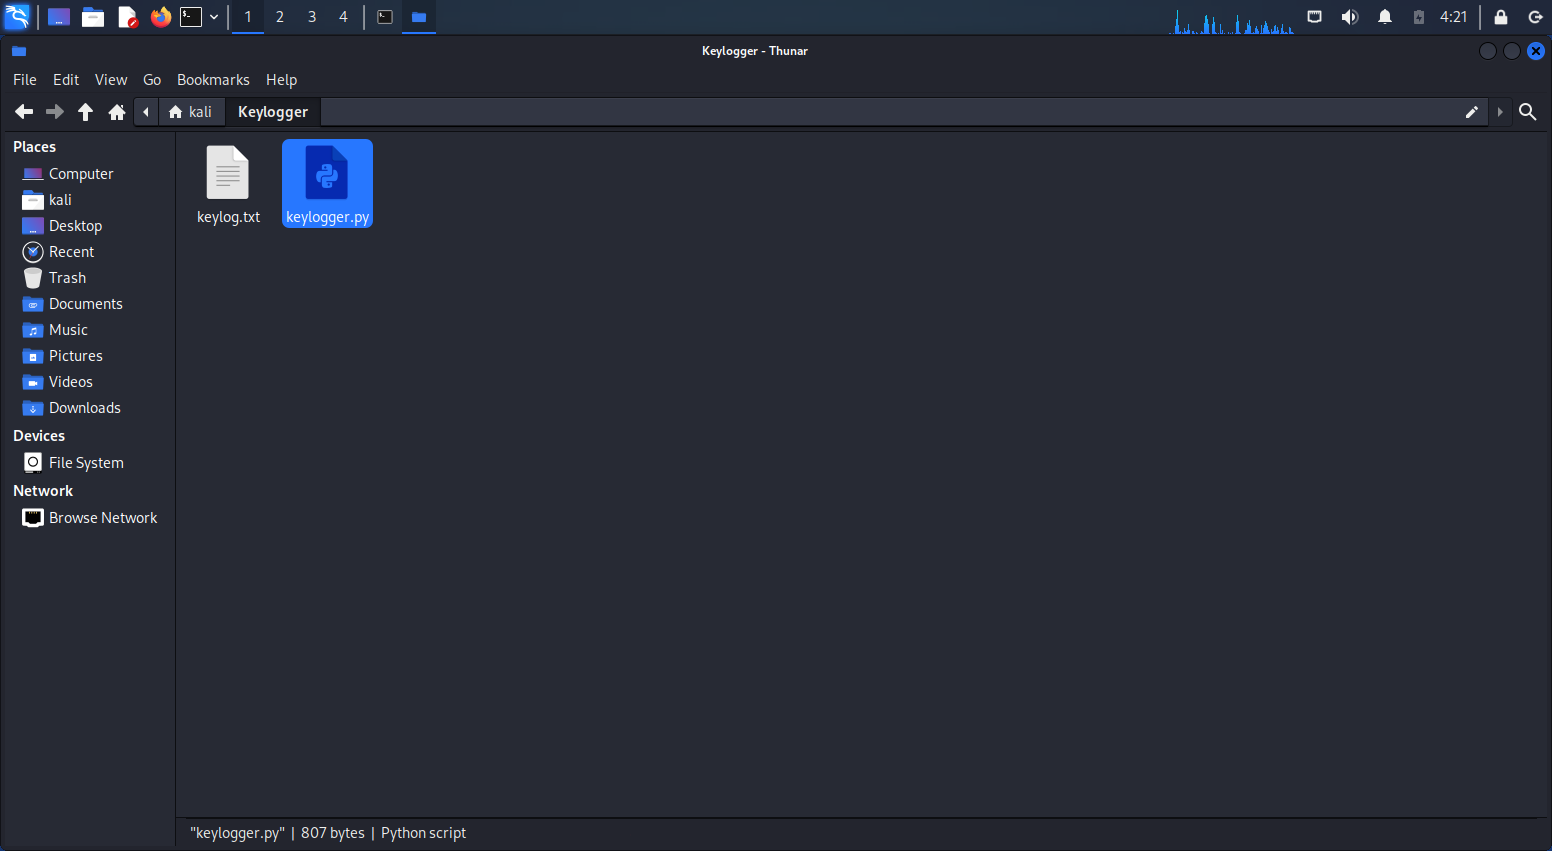 1 2 3 4 4:21
Keylogger - Thunar
File Edit View Go Bookmarks Help
kali Keylogger
Places
Computer
kali
Desktop
Recent
Trash
Documents
Music
Pictures
Videos
Downloads
Devices
File System
Network
Browse Network
keylog.txt keylogger.py
"keylogger.py" | 807 bytes | Python script